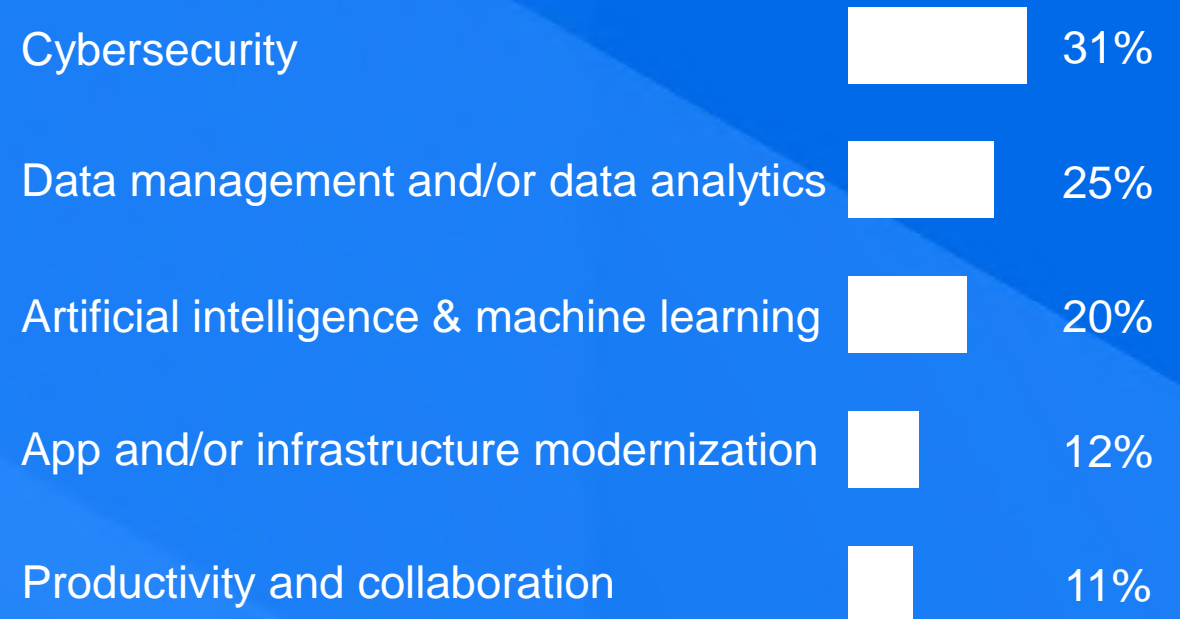 Cybersecurity 31%
Data management and/or data analytics 25%
Artificial intelligence & machine learning 20%
App and/or infrastructure modernization 12%
Productivity and collaboration 11%